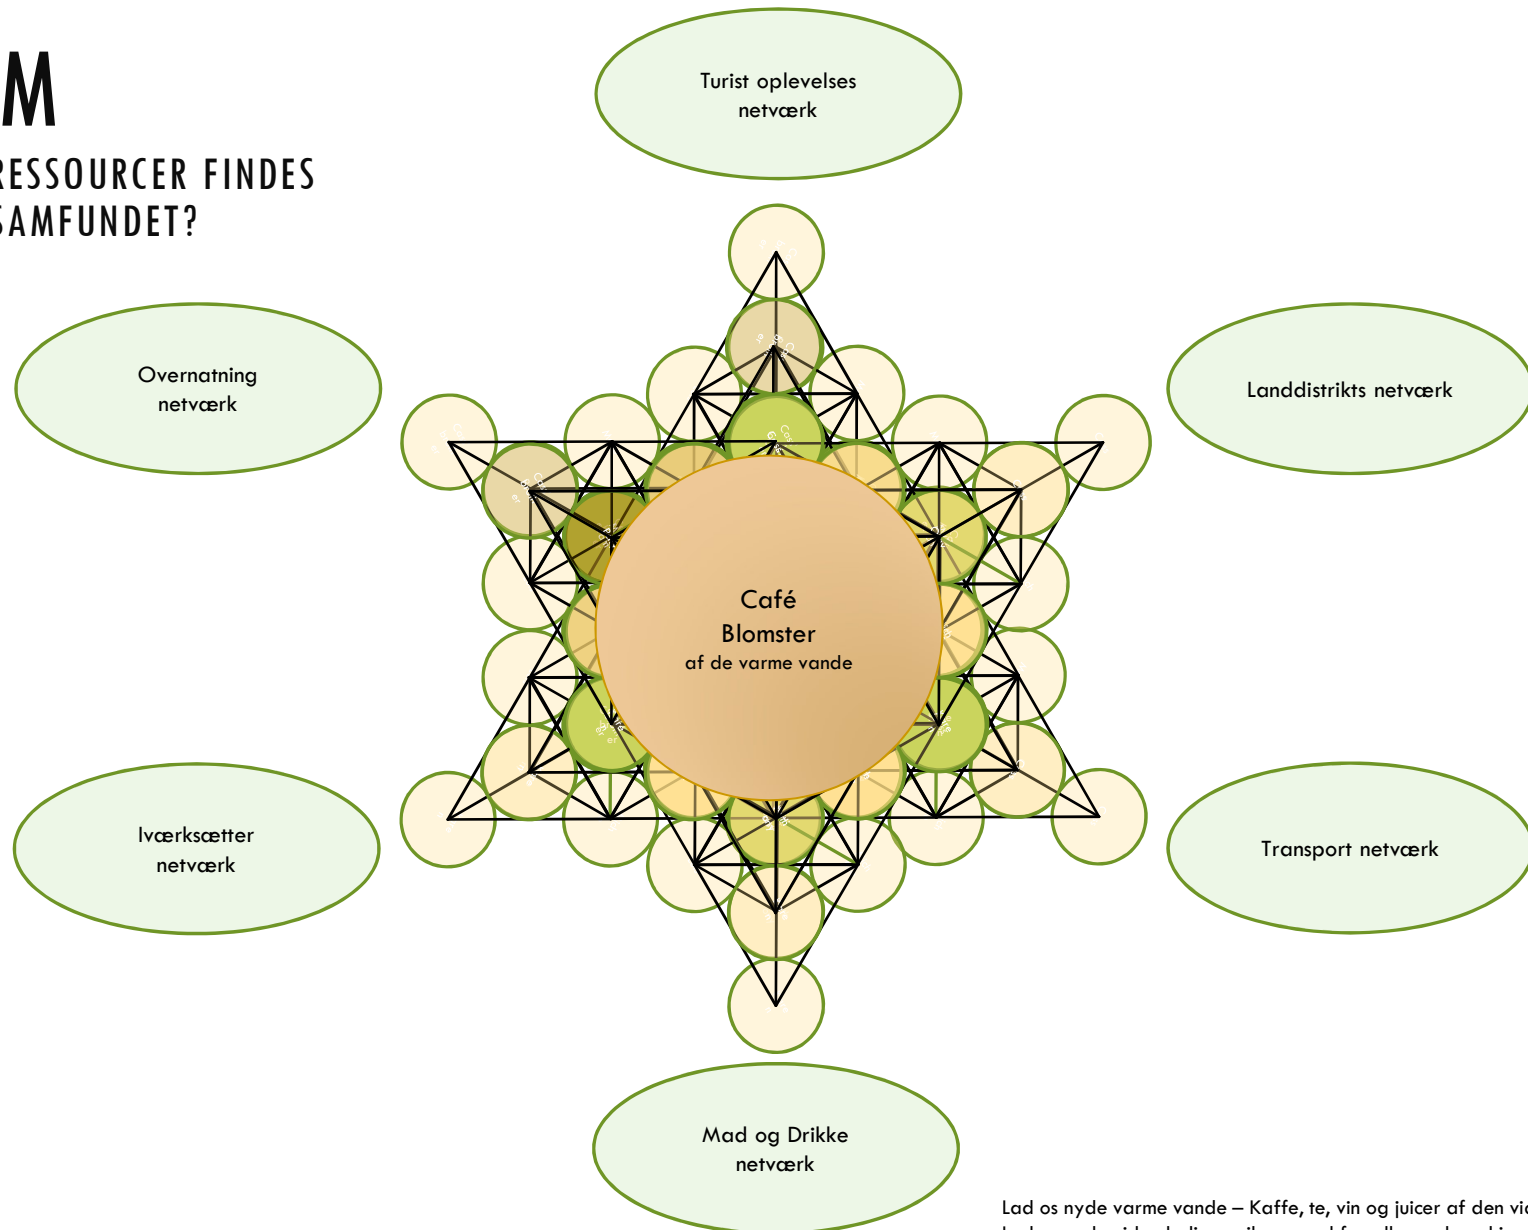 M
RESSOURCER FINDES
SAMFUNDET?
Turist oplevelses
netværk
Overnatning
netværk
Landdistrikts netværk
Café
Blomster
af de varme vande
Iværksætter
netværk
Transport netværk
Mad og Drikke
netværk
Lad os nyde varme vande – Kaffe, te, vin og juicer af den